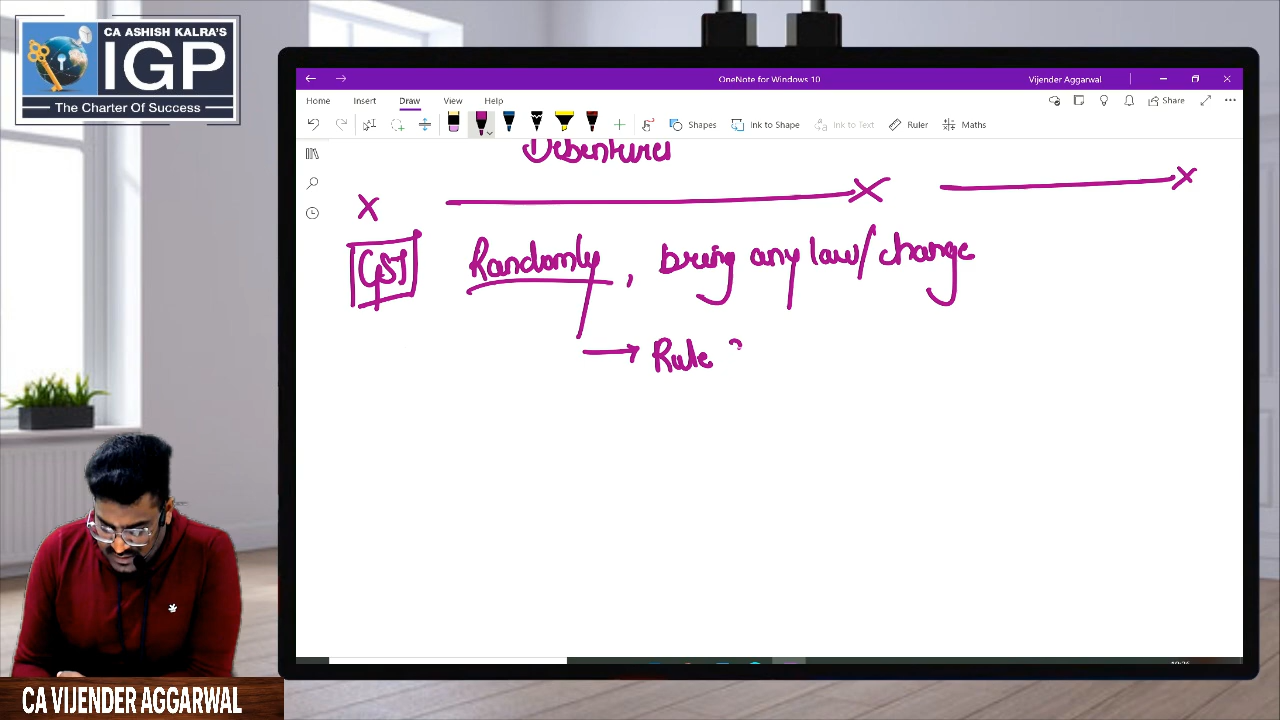 CA ASHISH KALRA'S
IGP
The Charter Of Success
OneNote for Windows 10
Vijender Aggarwal
Home Insert Draw View Help
Share
Shapes Ink to Shape Ink to Text Ruler Maths
Debentures
X X X
GST Randomly, bring any law/change
→ Rule
CA VIJENDER AGGARWAL